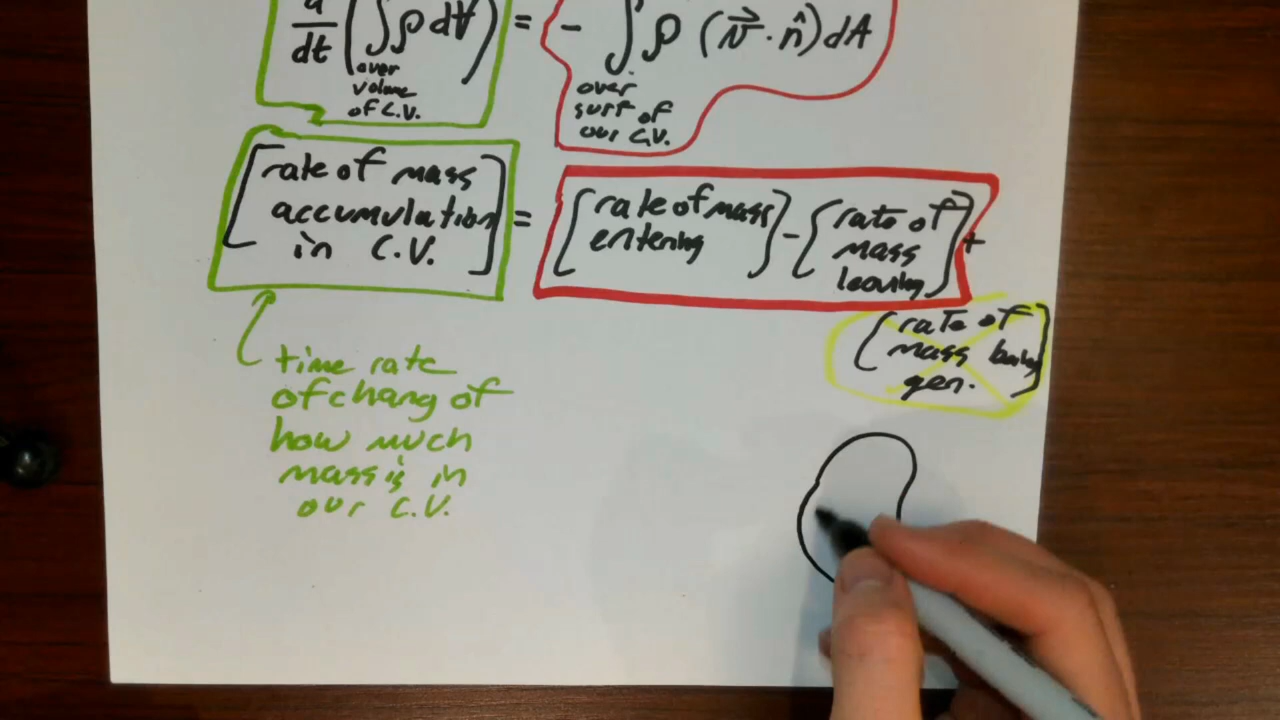 d/dt (∫ρ dV) = - ∫ρ (v⃗ · n̂) dA
over volume of C.V.
over surf of our C.V.
[rate of mass accumulation in C.V.] = [rate of mass entering] - [rate of mass leaving] +
[rate of mass being gen.]
time rate
of chang of
how much
mass is in
our C.V.